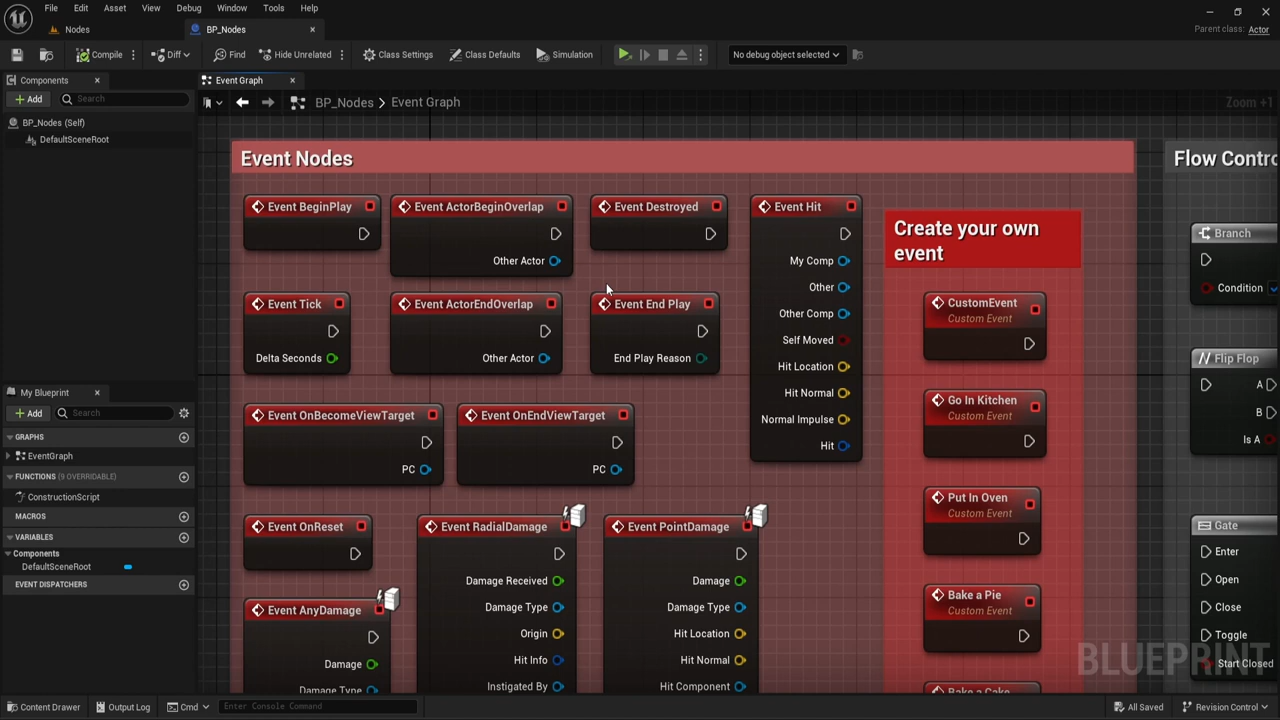 File Edit Asset View Debug Window Tools Help
Nodes
BP_Nodes
Parent class: Actor
Compile
Diff
Find
Hide Unrelated
Class Settings
Class Defaults
Simulation
No debug object selected
Components
Add
Search
BP_Nodes (Self)
DefaultSceneRoot
My Blueprint
Add
Search
GRAPHS
EventGraph
FUNCTIONS (9 OVERRIDABLE)
ConstructionScript
MACROS
VARIABLES
Components
DefaultSceneRoot
EVENT DISPATCHERS
Event Graph
BP_Nodes > Event Graph
Zoom +1
Event Nodes
Event BeginPlay
Event ActorBeginOverlap
Other Actor
Event Destroyed
Event Hit
My Comp
Other
Other Comp
Self Moved
Hit Location
Hit Normal
Normal Impulse
Hit
Event Tick
Delta Seconds
Event ActorEndOverlap
Other Actor
Event End Play
End Play Reason
Event OnBecomeViewTarget
PC
Event OnEndViewTarget
PC
Event OnReset
Event RadialDamage
Damage Received
Damage Type
Origin
Hit Info
Instigated By
Event PointDamage
Damage
Damage Type
Hit Location
Hit Normal
Hit Component
Event AnyDamage
Damage
Damage Type
Create your own
event
CustomEvent
Custom Event
Go In Kitchen
Custom Event
Put In Oven
Custom Event
Bake a Pie
Custom Event
Bake a Cake
Flow Contro
Branch
Condition
Flip Flop
A
B
Is A
Gate
Enter
Open
Close
Toggle
Start Closed
BLUEPRINT
Content Drawer
Output Log
Cmd
Enter Console Command
All Saved
Revision Control